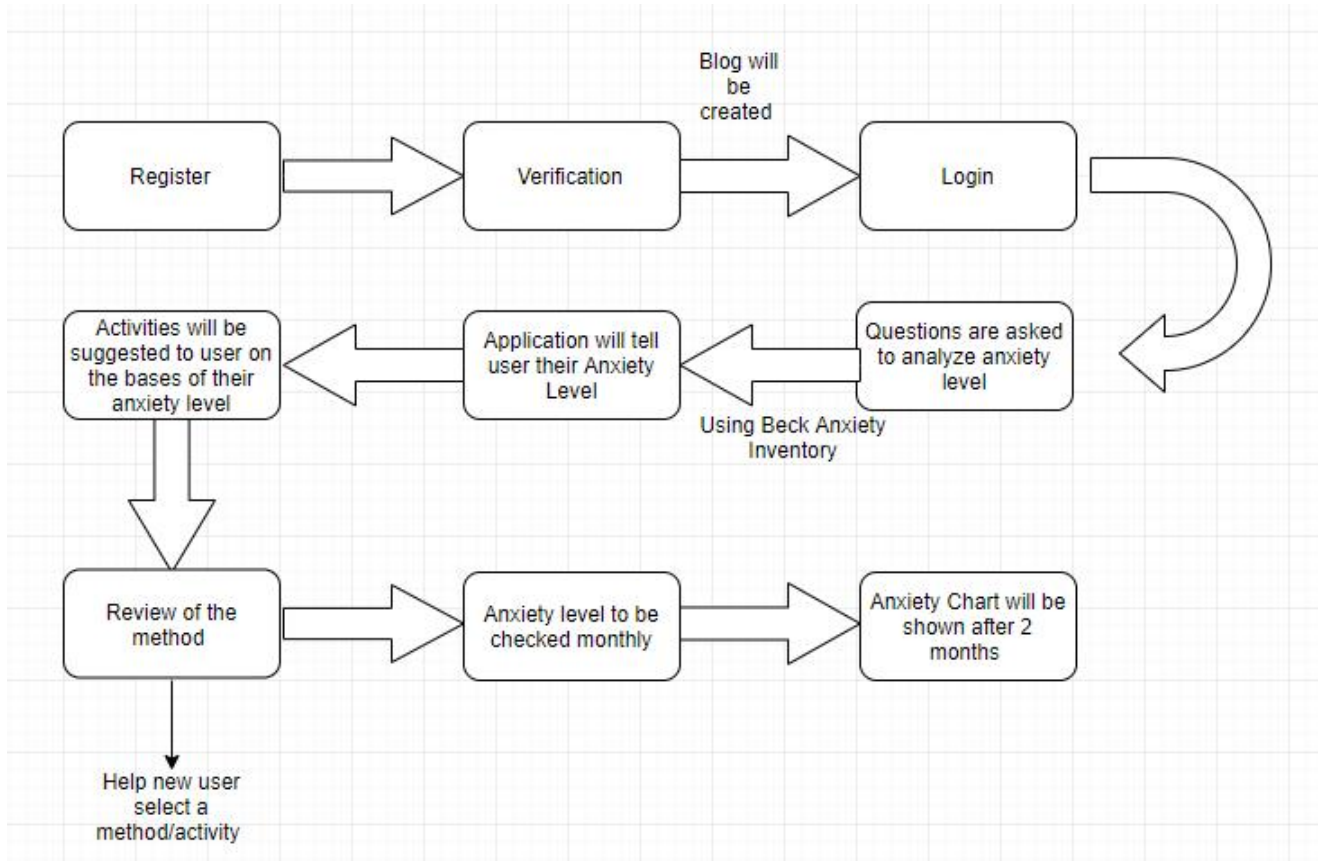 Blog will
be
created
Register
Verification
Login
Activities will be
suggested to user on
the bases of their
anxiety level
Application will tell
user their Anxiety
Level
Questions are asked
to analyze anxiety
level
Using Beck Anxiety
Inventory
Review of the
method
Anxiety level to be
checked monthly
Anxiety Chart will be
shown after 2
months
Help new user
select a
method/activity